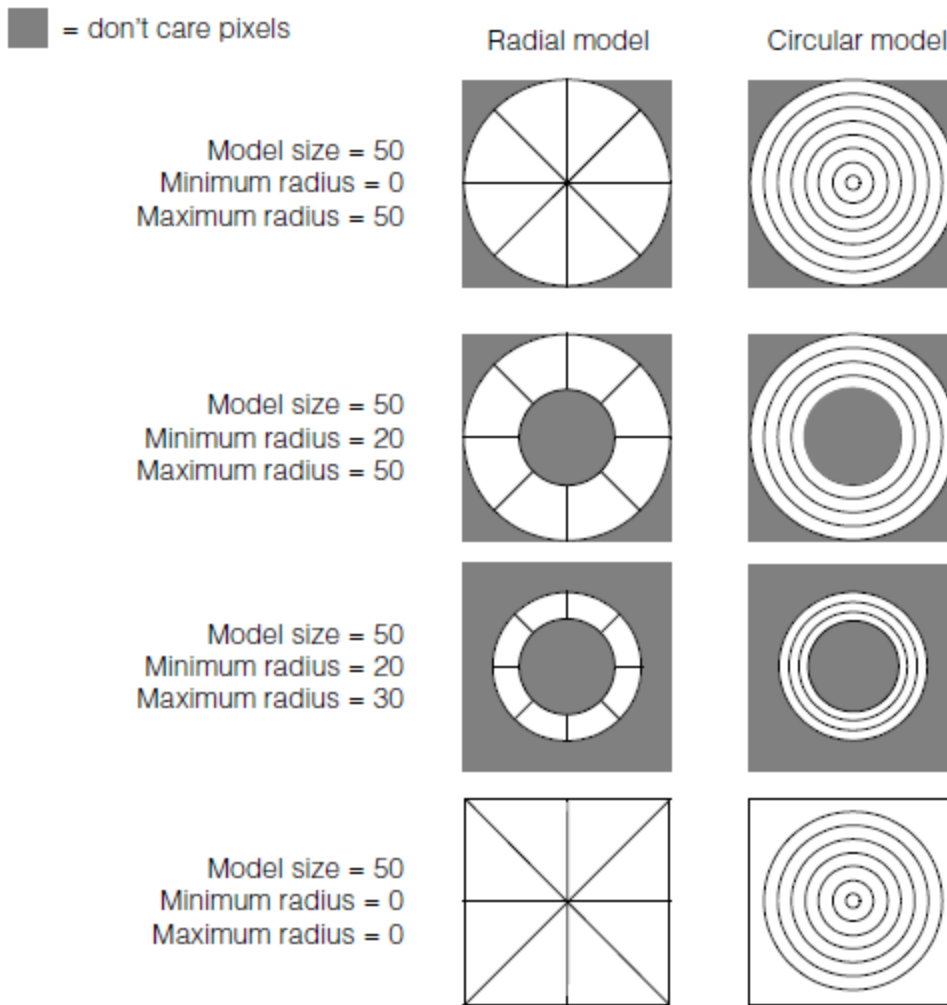 = don't care pixels
Radial model
Circular model
Model size = 50
Minimum radius = 0
Maximum radius = 50
Model size = 50
Minimum radius = 20
Maximum radius = 50
Model size = 50
Minimum radius = 20
Maximum radius = 30
Model size = 50
Minimum radius = 0
Maximum radius = 0